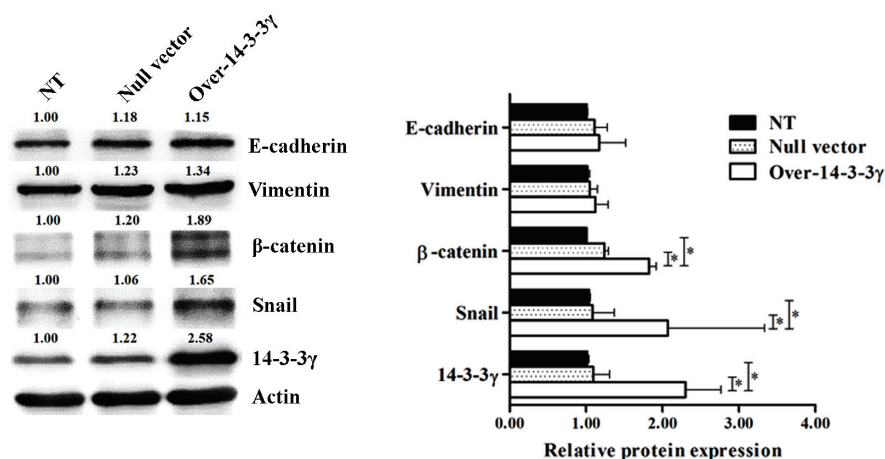 NT Null vector Over-14-3-3γ
1.00 1.18 1.15
E-cadherin
1.00 1.23 1.34
Vimentin
1.00 1.20 1.89
β-catenin
1.00 1.06 1.65
Snail
1.00 1.22 2.58
14-3-3γ
Actin
E-cadherin
Vimentin
β-catenin
* *
Snail
* *
14-3-3γ
* *
0.00 1.00 2.00 3.00 4.00
Relative protein expression
NT
Null vector
Over-14-3-3γ